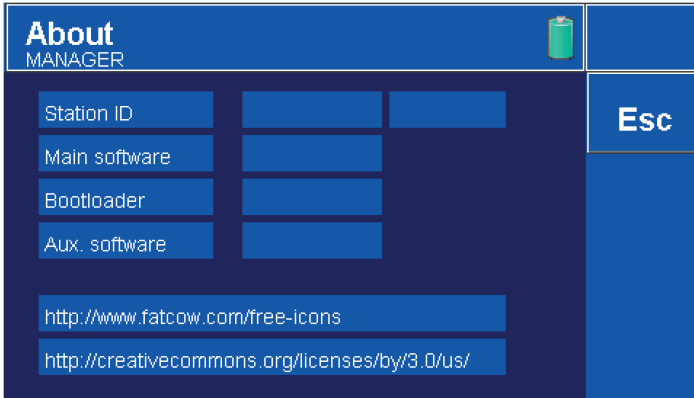 About
MANAGER
Esc
Station ID
Main software
Bootloader
Aux. software
http://www.fatcow.com/free-icons
http://creativecommons.org/licenses/by/3.0/us/